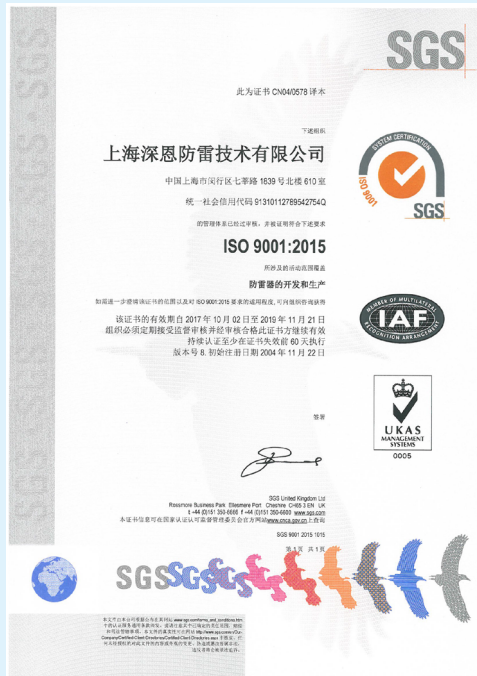 SGS
此为证书 CN04/0578 译本
下述组织
上海深恩防雷技术有限公司
中国上海市闵行区七莘路 1839 号北楼 610 室
统一社会信用代码 91310112789542754Q
的管理体系已经过审核，并被证明符合下述要求
ISO 9001:2015
所涉及的活动范围覆盖
防雷器的开发和生产
如需进一步澄清该证书的范围以及对 ISO 9001:2015 要求的适用程度，可向组织咨询获得
该证书的有效期自 2017 年 10 月 02 日至 2019 年 11 月 21 日
组织必须定期接受监督审核并经审核合格此证书方继续有效
持续认证至少在证书失效前 60 天执行
版本号 8. 初始注册日期 2004 年 11 月 22 日
SYSTEM CERTIFICATION
ISO 9001
SGS
MEMBER OF MULTILATERAL
IAF
RECOGNITION ARRANGEMENT
UKAS
MANAGEMENT
SYSTEMS
0005
签署
SGS United Kingdom Ltd
Rossmore Business Park Ellesmere Port Cheshire CH65 3 EN UK
t +44 (0)151 350-6666 f +44 (0)151 350-6600 www.sgs.com
本证书信息可在国家认证认可监督管理委员会官方网站www.cnca.gov.cn上查询
SGS 9001 2015 1015
第 1 页 共 1 页
SGS SGS SGS